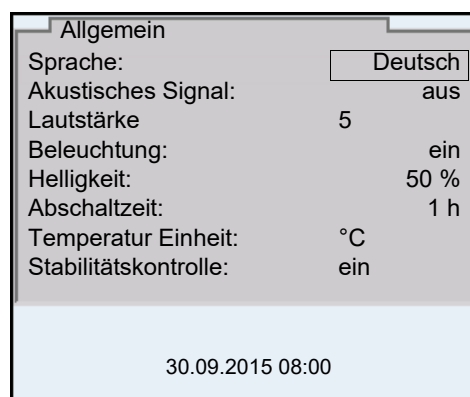 Allgemein
Sprache: Deutsch
Akustisches Signal: aus
Lautstärke 5
Beleuchtung: ein
Helligkeit: 50 %
Abschaltzeit: 1 h
Temperatur Einheit: °C
Stabilitätskontrolle: ein
30.09.2015 08:00